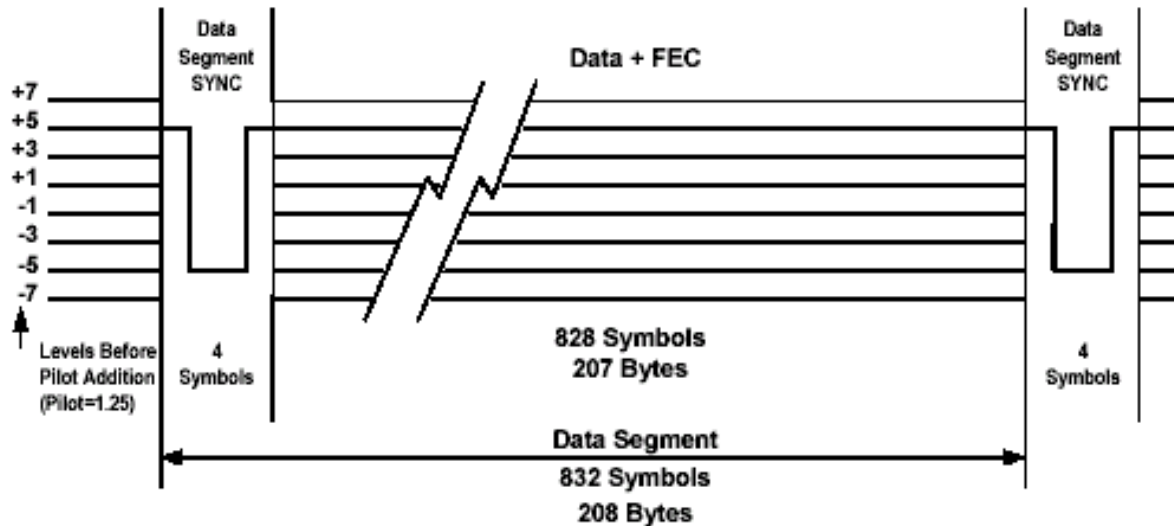 Data
Segment
SYNC
Data + FEC
Data
Segment
SYNC
+7
+5
+3
+1
-1
-3
-5
-7
Levels Before
Pilot Addition
(Pilot=1.25)
4
Symbols
828 Symbols
207 Bytes
4
Symbols
Data Segment
832 Symbols
208 Bytes